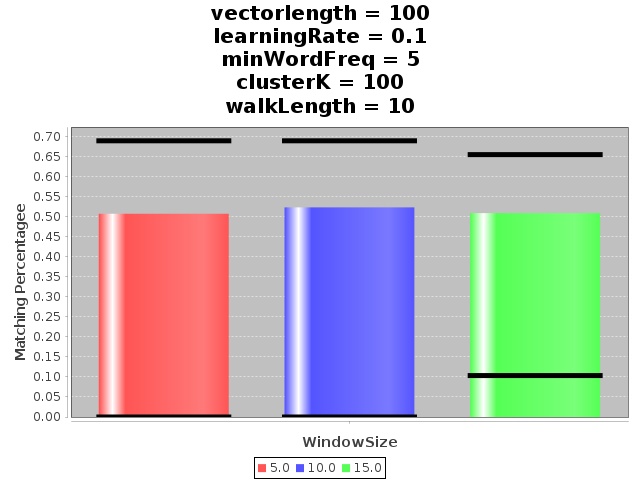 vectorlength = 100
learningRate = 0.1
minWordFreq = 5
clusterK = 100
walkLength = 10
Matching Percentagee
0.70
0.65
0.60
0.55
0.50
0.45
0.40
0.35
0.30
0.25
0.20
0.15
0.10
0.05
0.00
WindowSize
5.0 10.0 15.0